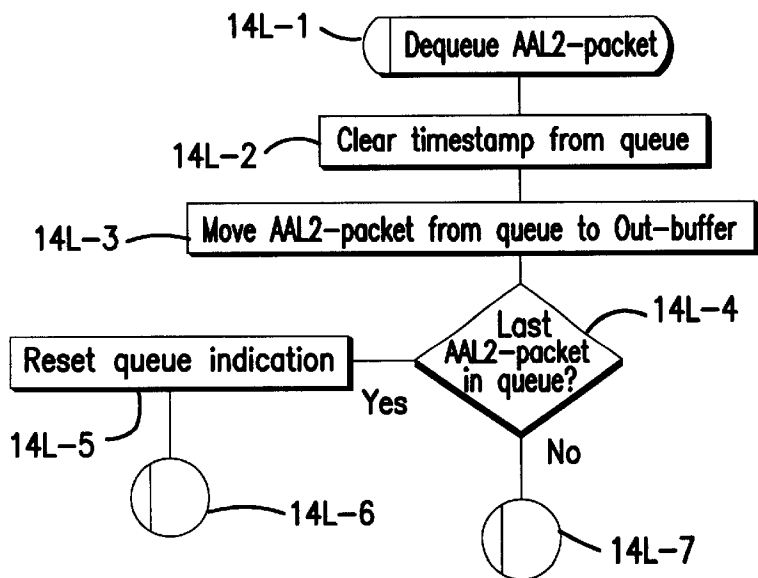 14L-1
Dequeue AAL2-packet
Clear timestamp from queue
14L-2
Move AAL2-packet from queue to Out-buffer
14L-3
14L-4
Last
AAL2-packet
in queue?
Reset queue indication
Yes
14L-5
No
14L-6
14L-7